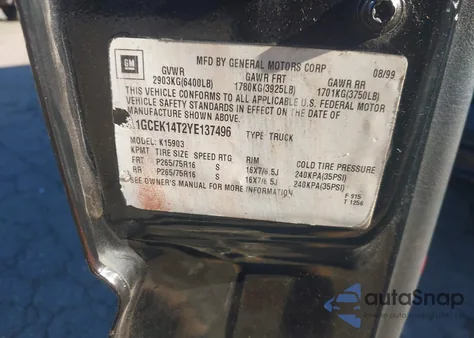 GM
MFD BY GENERAL MOTORS CORP 08/99
GVWR GAWR FRT GAWR RR
2903KG(6400LB) 1780KG(3925LB) 1701KG(3750LB)
THIS VEHICLE CONFORMS TO ALL APPLICABLE U.S. FEDERAL MOTOR
VEHICLE SAFETY STANDARDS IN EFFECT ON THE DATE OF
MANUFACTURE SHOWN ABOVE.
1GCEK14T2YE137496 TYPE TRUCK
MODEL: K15903
KPMT TIRE SIZE SPEED RTG RIM COLD TIRE PRESSURE
FRT P265/75R16 S 16X7/6.5J 240KPA(35PSI)
RR P265/75R16 S 16X7/6.5J 240KPA(35PSI)
SEE OWNER'S MANUAL FOR MORE INFORMATION
F 915
T 1256
autoSnap